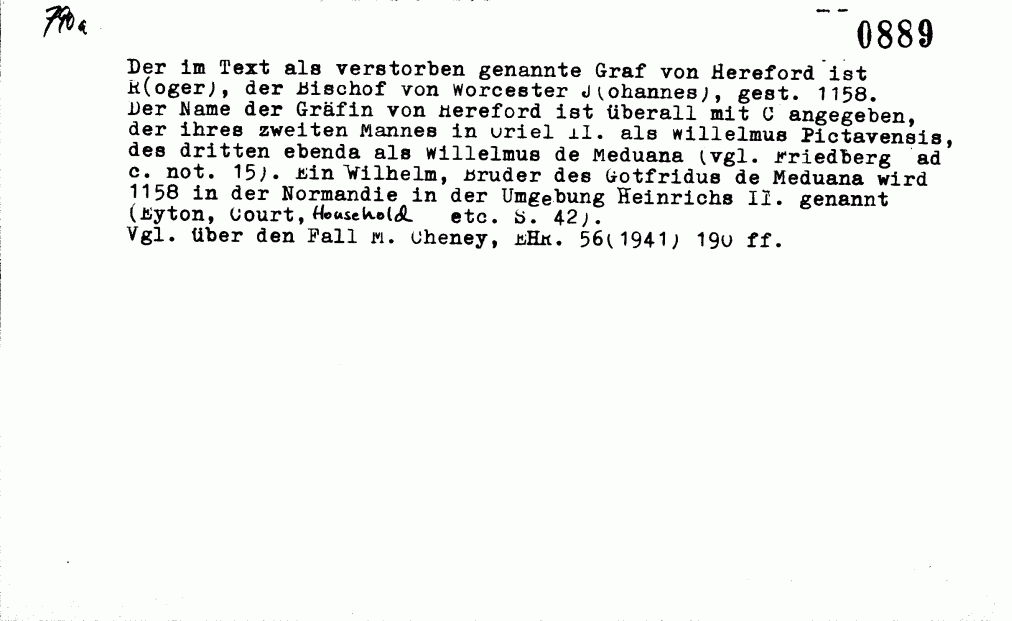 790a
0889
Der im Text als verstorben genannte Graf von Hereford ist
R(oger), der Bischof von Worcester J(ohannes), gest. 1158.
Der Name der Gräfin von Hereford ist überall mit C angegeben,
der ihres zweiten Mannes in Oriel II. als Willelmus Pictavensis,
des dritten ebenda als Willelmus de Meduana (vgl. Friedberg ad
c. not. 15). Ein Wilhelm, Bruder des Gotfridus de Meduana wird
1158 in der Normandie in der Umgebung Heinrichs II. genannt
(Eyton, Court, Household etc. S. 42).
Vgl. über den Fall M. Cheney, EHR. 56(1941) 190 ff.